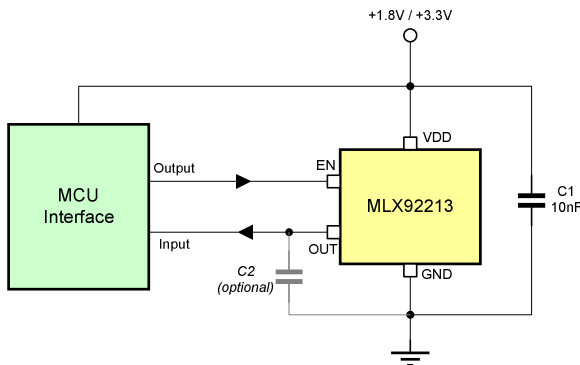 +1.8V / +3.3V
VDD
EN
Output
MCU
Interface
MLX92213
C1
10nF
Input
OUT
C2
(optional)
GND